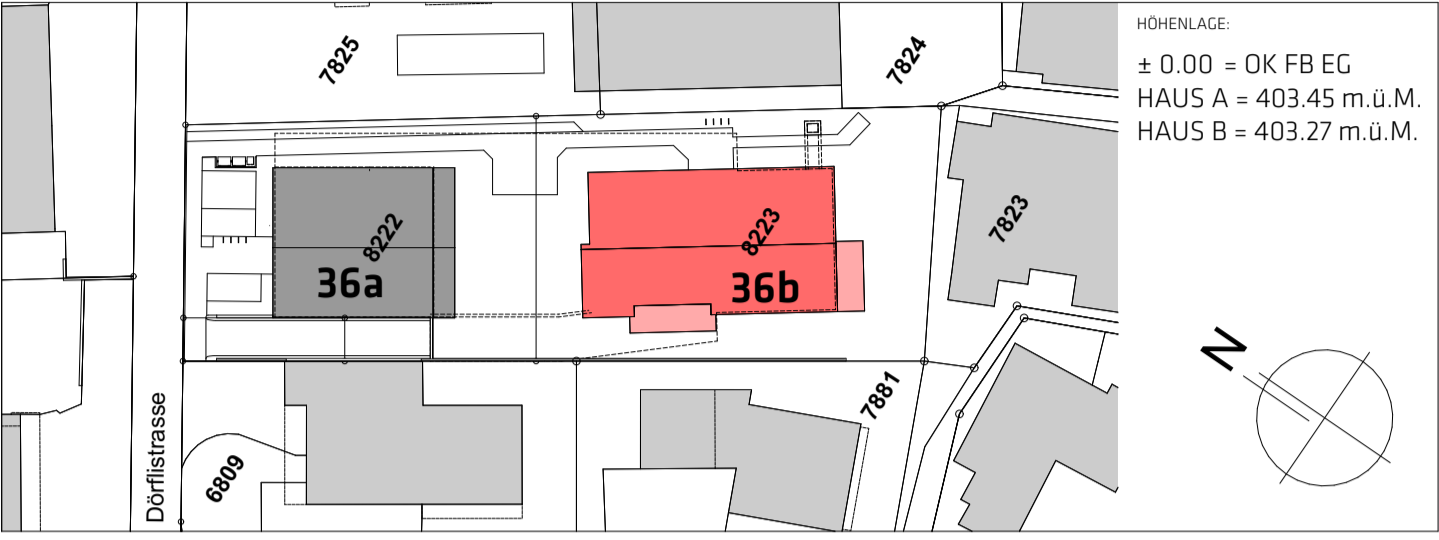 7825
7824
8222
36a
8223
36b
7823
7881
6809
Dörflistrasse
HÖHENLAGE:
± 0.00 = OK FB EG
HAUS A = 403.45 m.ü.M.
HAUS B = 403.27 m.ü.M.
N